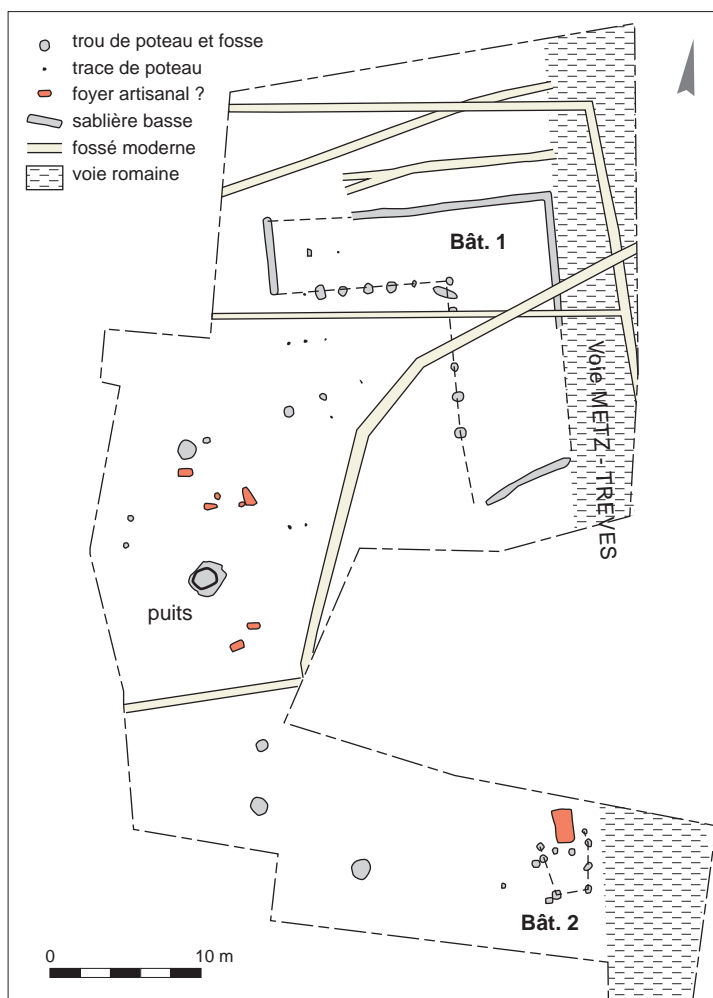 trou de poteau et fosse
trace de poteau
foyer artisanal ?
sablière basse
fossé moderne
voie romaine
Bât. 1
Voie METZ - TREVES
puits
Bât. 2
0 10 m